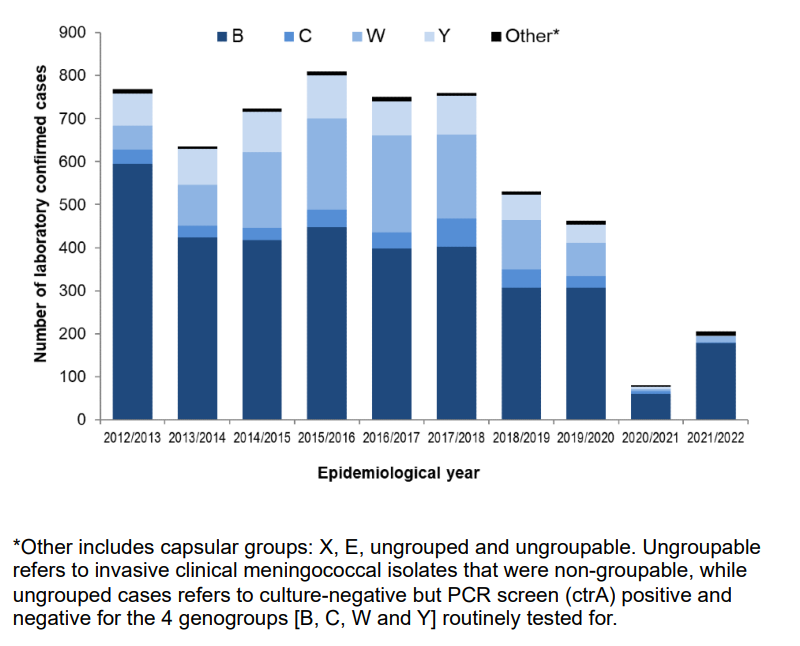 900
B C W Y Other*
800
700
600
500
400
300
200
100
0
Number of laboratory confirmed cases
2012/2013 2013/2014 2014/2015 2015/2016 2016/2017 2017/2018 2018/2019 2019/2020 2020/2021 2021/2022
Epidemiological year
*Other includes capsular groups: X, E, ungrouped and ungroupable. Ungroupable
refers to invasive clinical meningococcal isolates that were non-groupable, while
ungrouped cases refers to culture-negative but PCR screen (ctrA) positive and
negative for the 4 genogroups [B, C, W and Y] routinely tested for.